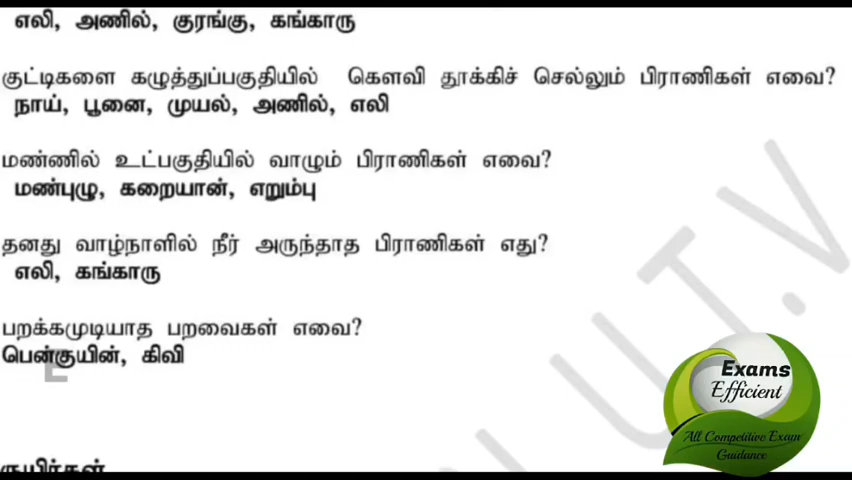 எலி, அணில், குரங்கு, கங்காரு
குட்டிகளை கழுத்துப்பகுதியில் கௌவி தூக்கிச் செல்லும் பிராணிகள் எவை?
நாய், பூனை, முயல், அணில், எலி
மண்ணில் உட்பகுதியில் வாழும் பிராணிகள் எவை?
மண்புழு, கறையான், எறும்பு
தனது வாழ்நாளில் நீர் அருந்தாத பிராணிகள் எது?
எலி, கங்காரு
பறக்கமுடியாத பறவைகள் எவை?
பென்குயின், கிவி
E
U T.V
Exams
Efficient
All Competitive Exam
Guidance